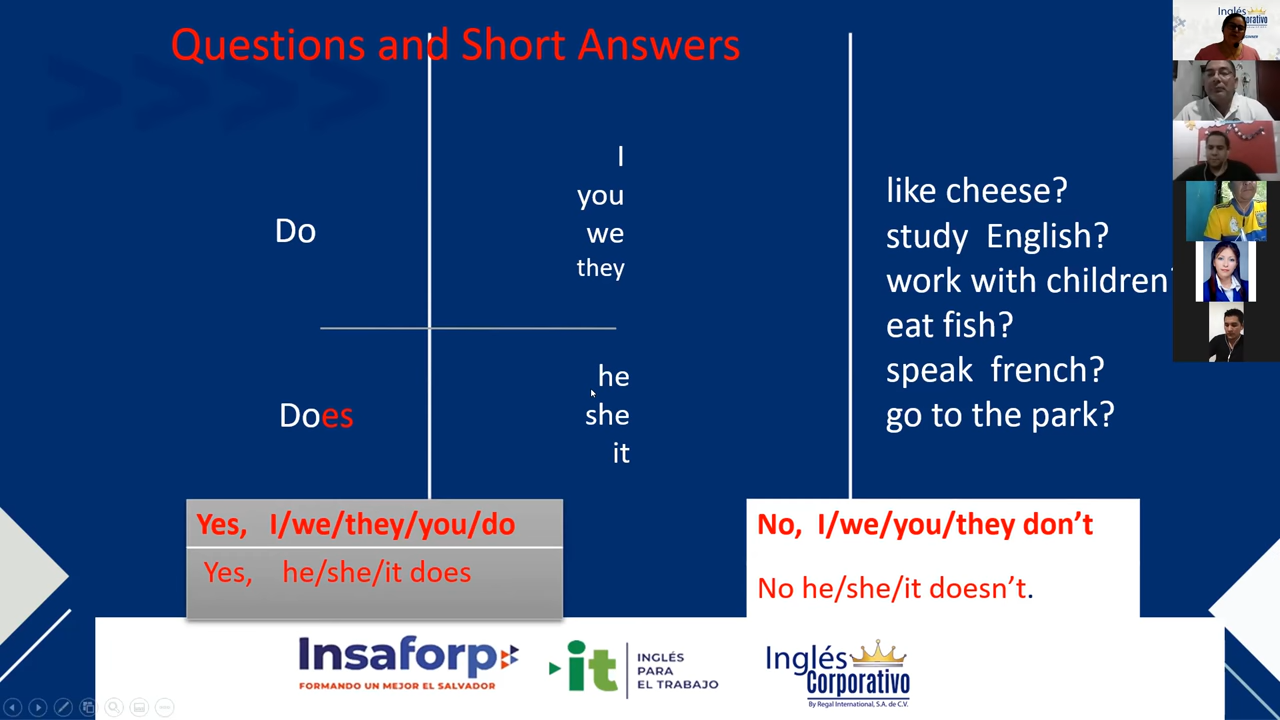 Questions and Short Answers
Do
I
you
we
they
Does
he
she
it
like cheese?
study English?
work with children?
eat fish?
speak french?
go to the park?
Yes, I/we/they/you/do
Yes, he/she/it does
No, I/we/you/they don’t
No he/she/it doesn’t.
Insaforp
FORMANDO UN MEJOR EL SALVADOR
it
INGLÉS
PARA
EL TRABAJO
Inglés
Corporativo
By Regal International, S.A. de C.V.
Inglés